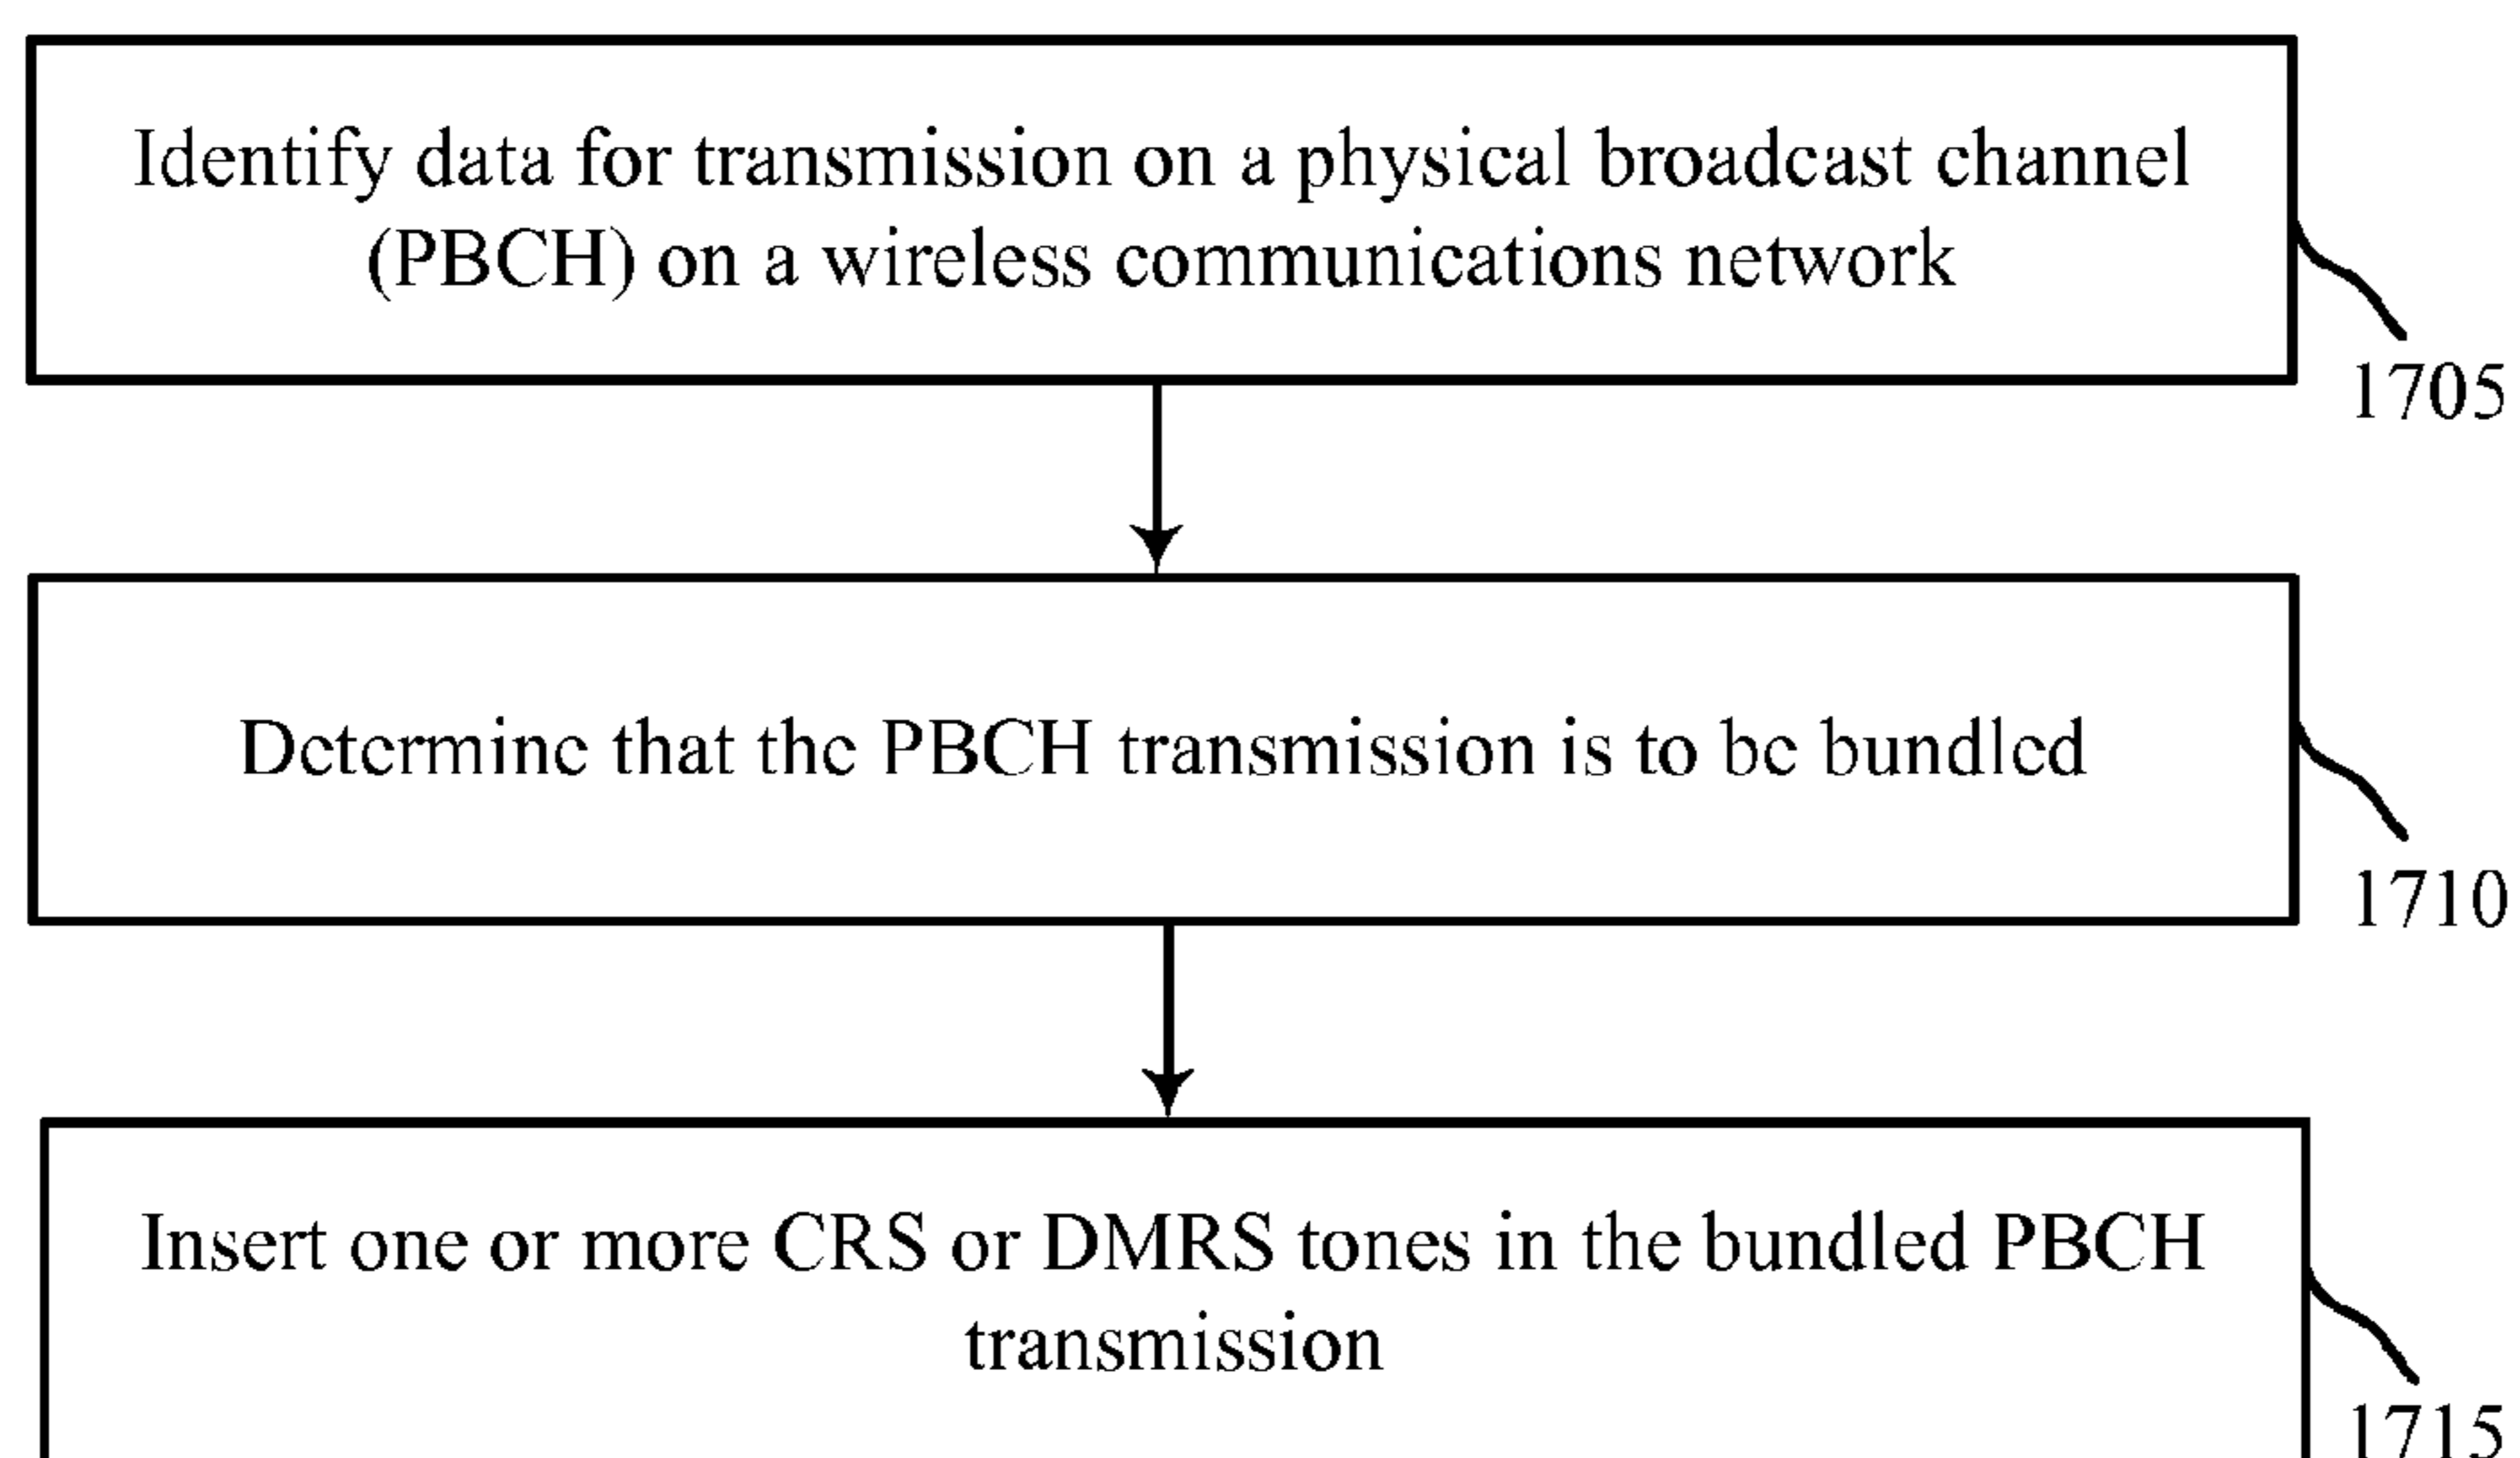 Identify data for transmission on a physical broadcast channel
(PBCH) on a wireless communications network
1705
Determine that the PBCH transmission is to be bundled
1710
Insert one or more CRS or DMRS tones in the bundled PBCH
transmission
1715